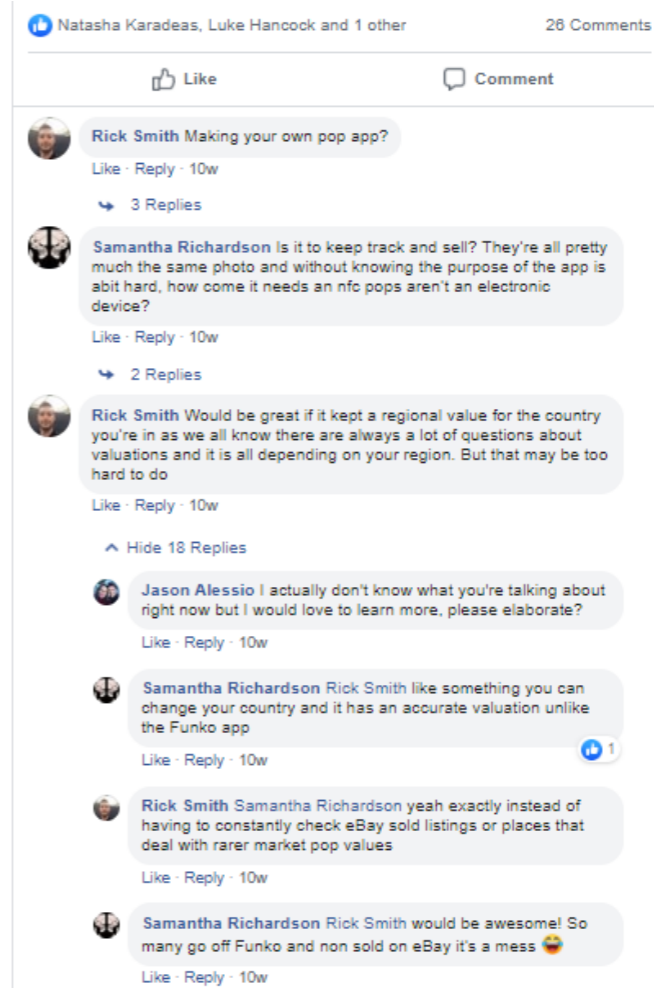 Natasha Karadeas, Luke Hancock and 1 other 26 Comments
Like Comment
Rick Smith Making your own pop app?
Like · Reply · 10w
3 Replies
Samantha Richardson Is it to keep track and sell? They're all pretty
much the same photo and without knowing the purpose of the app is
abit hard, how come it needs an nfc pops aren't an electronic
device?
Like · Reply · 10w
2 Replies
Rick Smith Would be great if it kept a regional value for the country
you're in as we all know there are always a lot of questions about
valuations and it is all depending on your region. But that may be too
hard to do
Like · Reply · 10w
Hide 18 Replies
Jason Alessio I actually don't know what you're talking about
right now but I would love to learn more, please elaborate?
Like · Reply · 10w
Samantha Richardson Rick Smith like something you can
change your country and it has an accurate valuation unlike
the Funko app
1
Like · Reply · 10w
Rick Smith Samantha Richardson yeah exactly instead of
having to constantly check eBay sold listings or places that
deal with rarer market pop values
Like · Reply · 10w
Samantha Richardson Rick Smith would be awesome! So
many go off Funko and non sold on eBay it's a mess 😂
Like · Reply · 10w